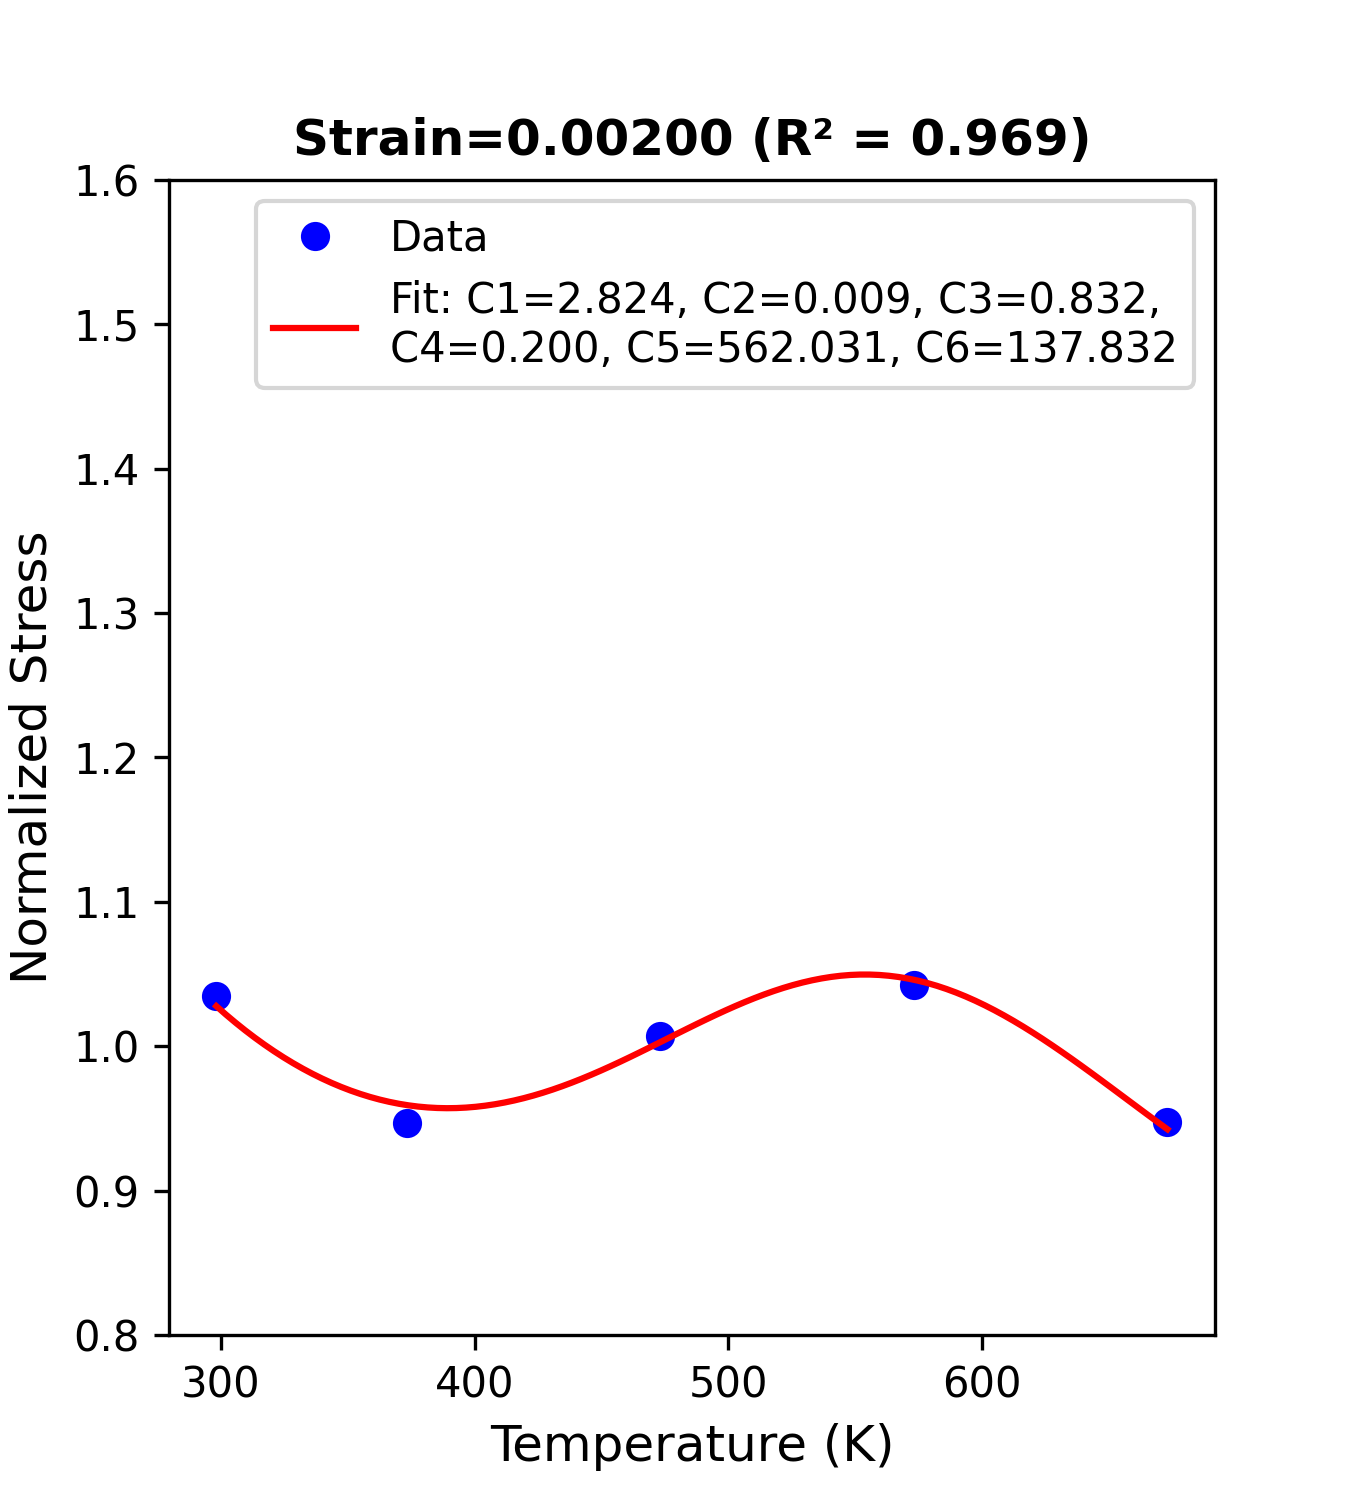 Strain=0.00200 (R² = 0.969)
Data
Fit: C1=2.824, C2=0.009, C3=0.832,
C4=0.200, C5=562.031, C6=137.832
Normalized Stress
1.6
1.5
1.4
1.3
1.2
1.1
1.0
0.9
0.8
300 400 500 600
Temperature (K)